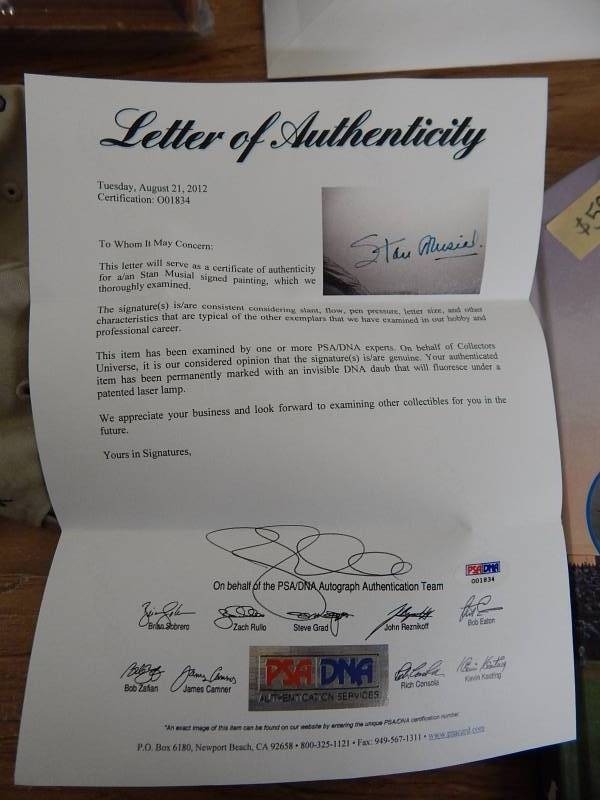 Letter of Authenticity
Tuesday, August 21, 2012
Certification: O01834
Stan Musial.
To Whom It May Concern:
This letter will serve as a certificate of authenticity
for a/an Stan Musial signed painting, which we
thoroughly examined.
The signature(s) is/are consistent considering slant, flow, pen pressure, letter size, and other
characteristics that are typical of the other exemplars that we have examined in our hobby and
professional career.
This item has been examined by one or more PSA/DNA experts. On behalf of Collectors
Universe, it is our considered opinion that the signature(s) is/are genuine. Your authenticated
item has been permanently marked with an invisible DNA daub that will fluoresce under a
patented laser lamp.
We appreciate your business and look forward to examining other collectibles for you in the
future.
Yours in Signatures,
On behalf of the PSA/DNA Autograph Authentication Team
PSA DNA
O01834
Brian Sobrero
Zach Rullo
Steve Grad
John Reznikoff
Bob Eaton
Bob Zafian
James Camner
PSA DNA
AUTHENTICATION SERVICES
Rich Consola
Kevin Keating
"An exact image of this item can be found on our website by entering the unique PSA/DNA certification number
P.O. Box 6180, Newport Beach, CA 92658 • 800-325-1121 • Fax: 949-567-1311 • www.psacard.com